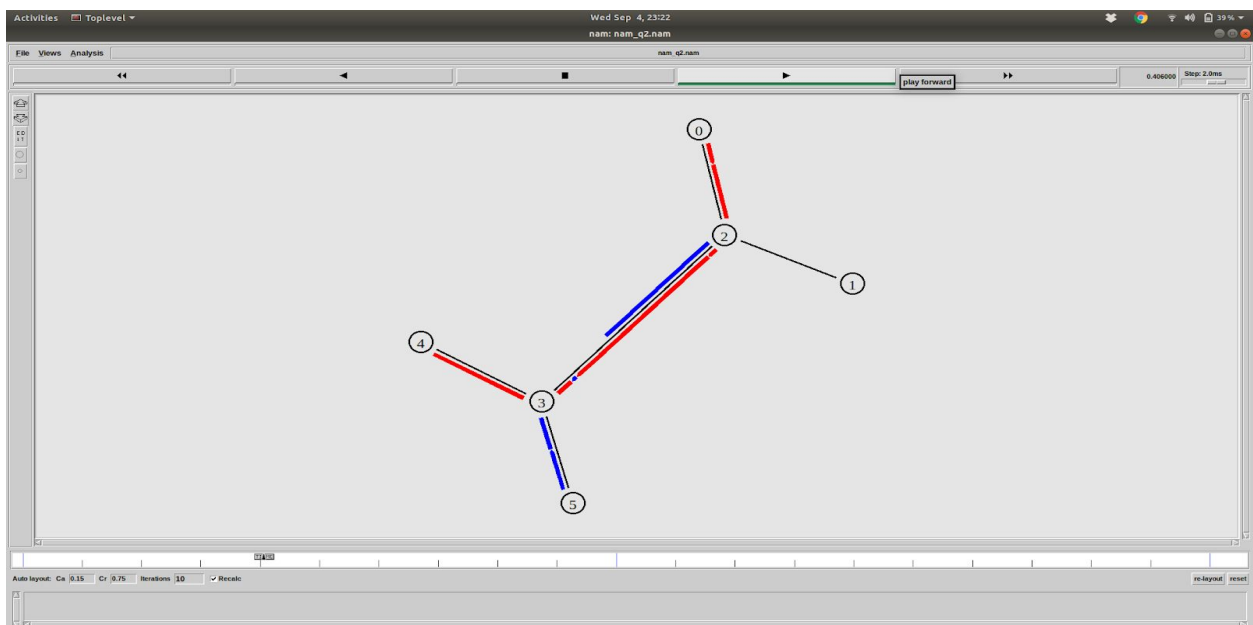 Activities Toplevel Wed Sep 4, 23:22 39 %
nam: nam_q2.nam
File Views Analysis nam_q2.nam
0.406000 Step: 2.0ms
play forward
0
2
1
4
3
5
Auto layout: Ca 0.15 Cr 0.75 Iterations 10 Recalc re-layout reset